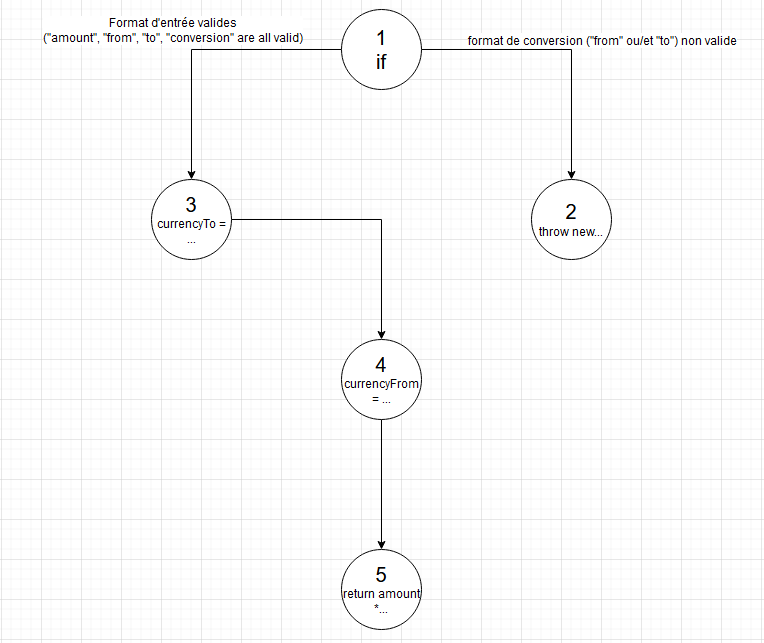 Format d'entrée valides
("amount", "from", "to", "conversion" are all valid)
1
if
format de conversion ("from" ou/et "to") non valide
3
currencyTo =
...
2
throw new...
4
currencyFrom
= ...
5
return amount
*...